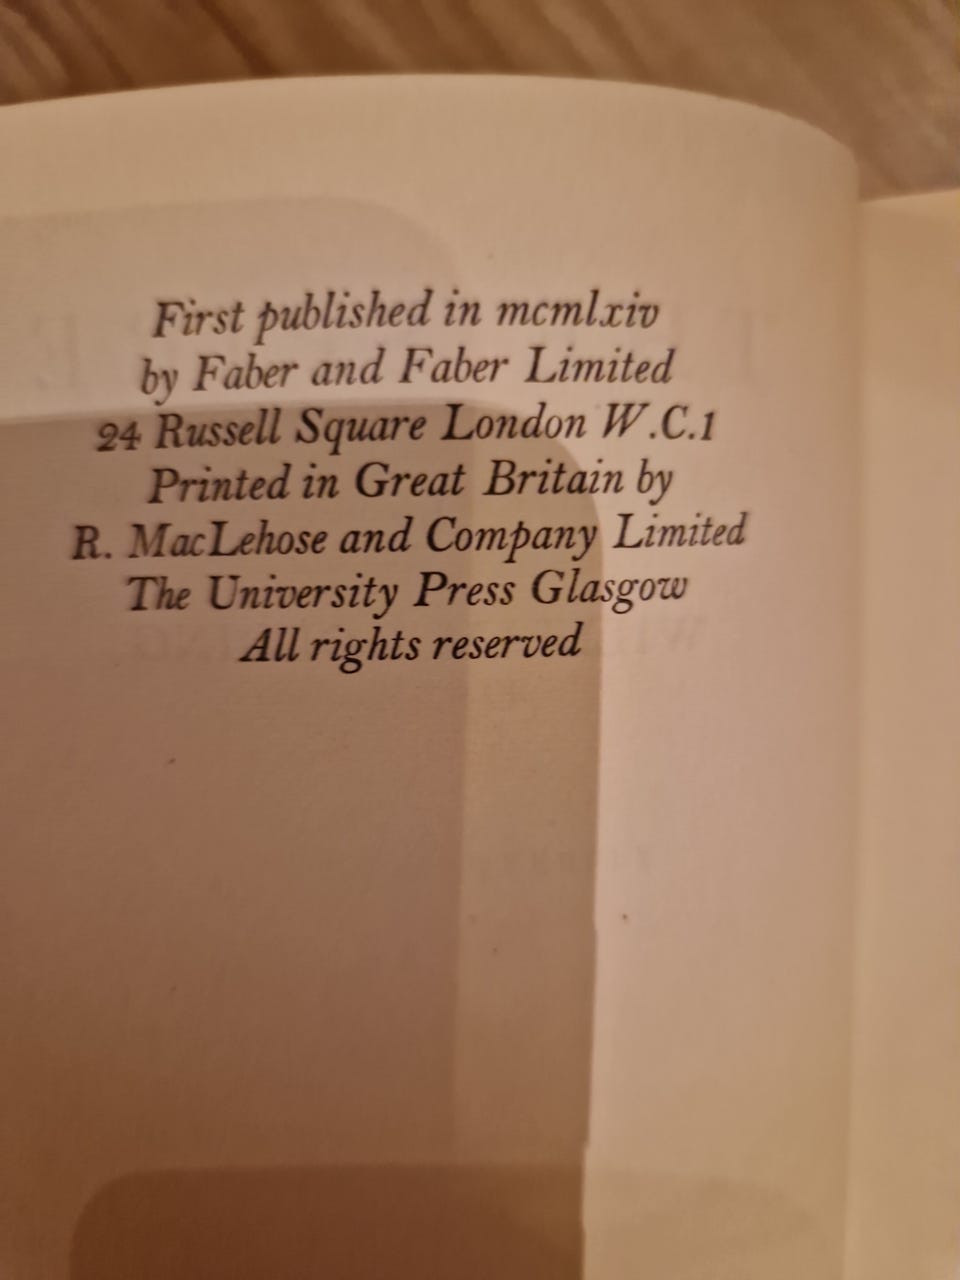 First published in mcmlxiv
by Faber and Faber Limited
24 Russell Square London W.C.1
Printed in Great Britain by
R. MacLehose and Company Limited
The University Press Glasgow
All rights reserved